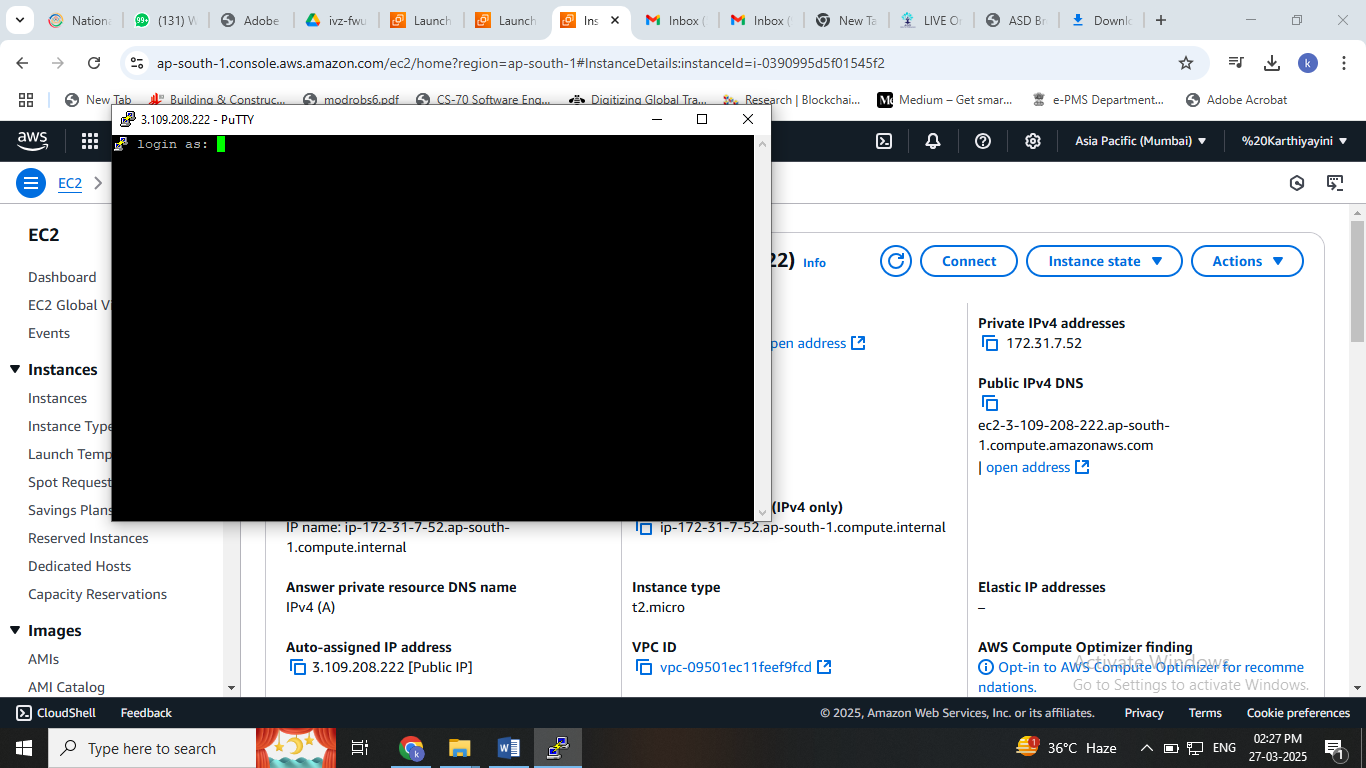 Nationa
(131) W
Adobe
ivz-fwu
Launch
Launch
Ins
Inbox (
Inbox (
New Ta
LIVE O
ASD Br
Downlo
ap-south-1.console.aws.amazon.com/ec2/home?region=ap-south-1#InstanceDetails:instanceId=i-0390995d5f01545f2
k
New Tab
Building & Construc...
modrobs6.pdf
CS-70 Software Eng...
Digitizing Global Tra...
Research | Blockchai...
Medium – Get smar...
e-PMS Department...
Adobe Acrobat
3.109.208.222 - PuTTY
login as:
aws
Asia Pacific (Mumbai)
%20Karthiyayini
EC2
EC2
Dashboard
EC2 Global Vi
Events
Instances
Instances
Instance Type
Launch Temp
Spot Request
Savings Plans
Reserved Instances
Dedicated Hosts
Capacity Reservations
Images
AMIs
AMI Catalog
22) Info
Connect
Instance state
Actions
open address
Private IPv4 addresses
172.31.7.52
Public IPv4 DNS
ec2-3-109-208-222.ap-south-
1.compute.amazonaws.com
| open address
IP name: ip-172-31-7-52.ap-south-
1.compute.internal
(IPv4 only)
ip-172-31-7-52.ap-south-1.compute.internal
Answer private resource DNS name
IPv4 (A)
Instance type
t2.micro
Elastic IP addresses
–
Auto-assigned IP address
3.109.208.222 [Public IP]
VPC ID
vpc-09501ec11feef9fcd
AWS Compute Optimizer finding
Opt-in to AWS Compute Optimizer for recomme
ndations.
Activate Windows
Go to Settings to activate Windows.
CloudShell
Feedback
© 2025, Amazon Web Services, Inc. or its affiliates.
Privacy
Terms
Cookie preferences
Type here to search
36°C Haze
ENG
02:27 PM
27-03-2025